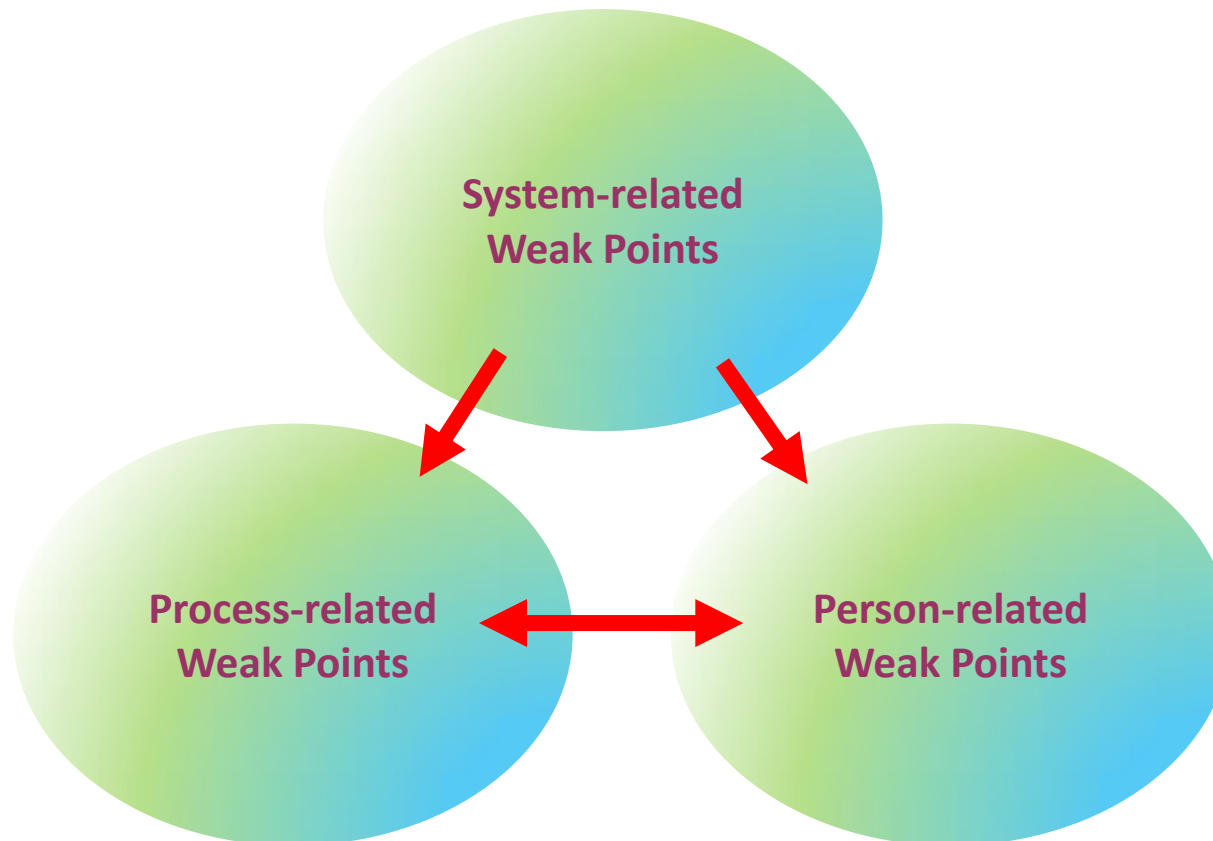 System-related
Weak Points
Process-related
Weak Points
Person-related
Weak Points